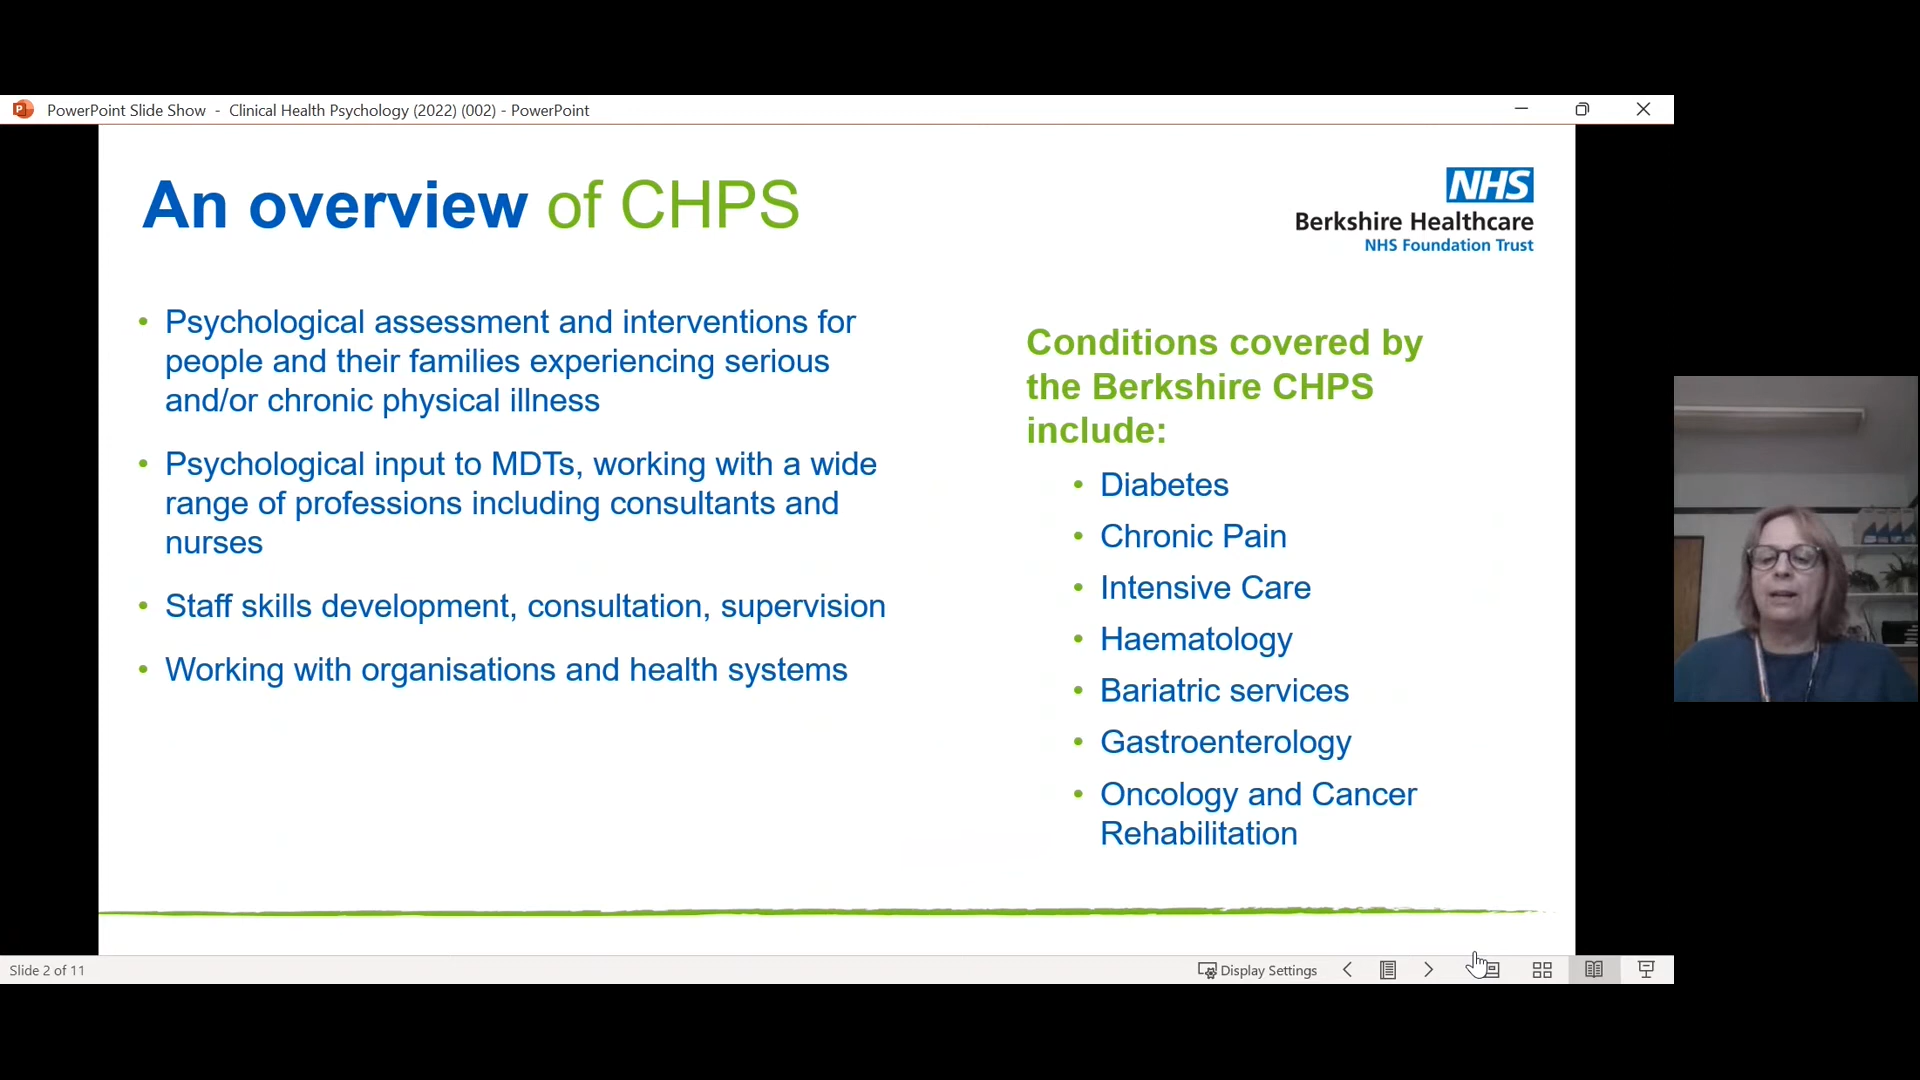 PowerPoint Slide Show - Clinical Health Psychology (2022) (002) - PowerPoint
An overview of CHPS
NHS
Berkshire Healthcare
NHS Foundation Trust
• Psychological assessment and interventions for
people and their families experiencing serious
and/or chronic physical illness
• Psychological input to MDTs, working with a wide
range of professions including consultants and
nurses
• Staff skills development, consultation, supervision
• Working with organisations and health systems
Conditions covered by
the Berkshire CHPS
include:
• Diabetes
• Chronic Pain
• Intensive Care
• Haematology
• Bariatric services
• Gastroenterology
• Oncology and Cancer
Rehabilitation
Slide 2 of 11
Display Settings